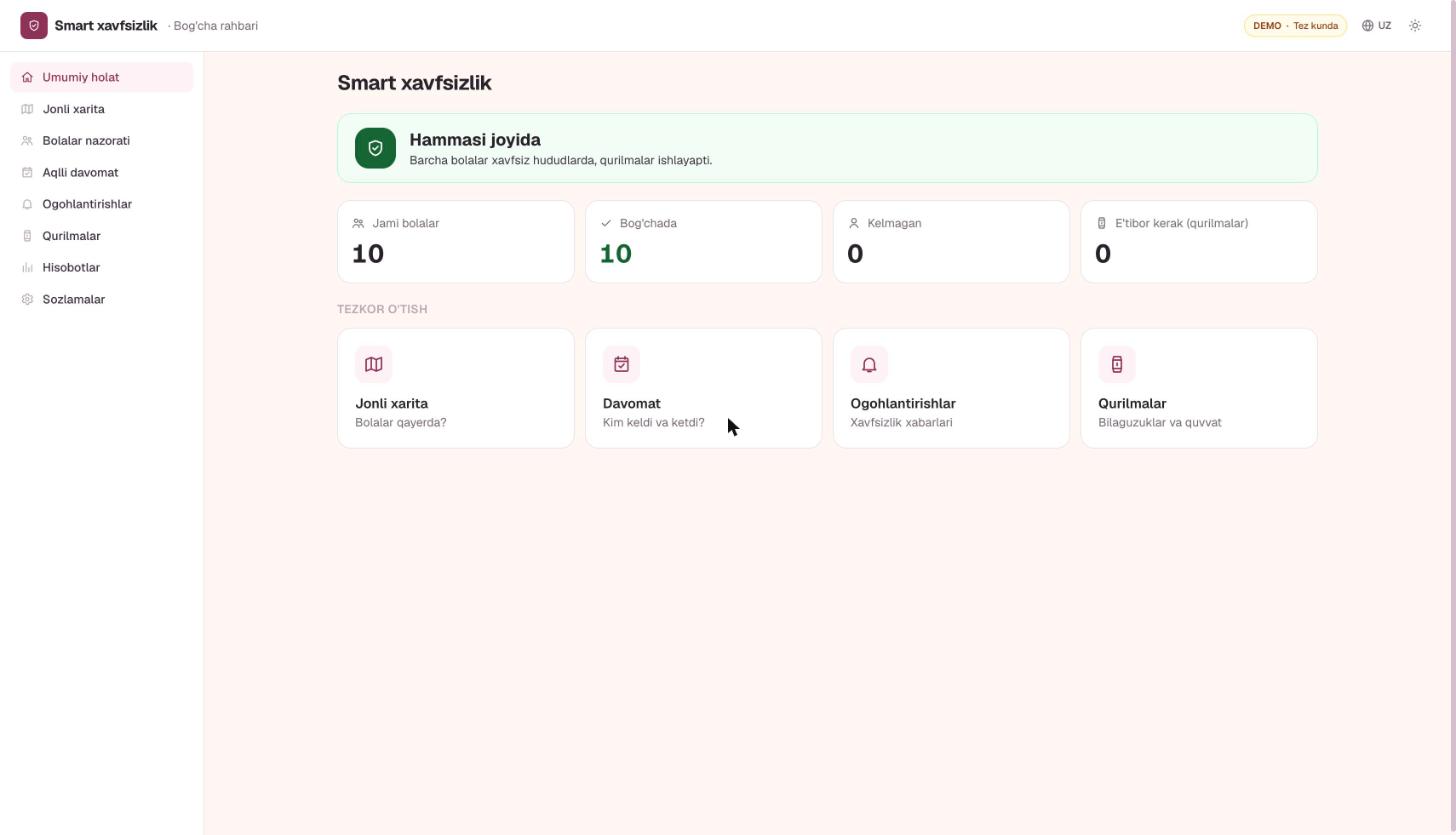 Smart xavfsizlik · Bog'cha rahbari
DEMO · Tez kunda
UZ
Umumiy holat
Jonli xarita
Bolalar nazorati
Aqlli davomat
Ogohlantirishlar
Qurilmalar
Hisobotlar
Sozlamalar
Smart xavfsizlik
Hammasi joyida
Barcha bolalar xavfsiz hududlarda, qurilmalar ishlayapti.
Jami bolalar
10
Bog'chada
10
Kelmagan
0
E'tibor kerak (qurilmalar)
0
TEZKOR O'TISH
Jonli xarita
Bolalar qayerda?
Davomat
Kim keldi va ketdi?
Ogohlantirishlar
Xavfsizlik xabarlari
Qurilmalar
Bilaguzuklar va quvvat